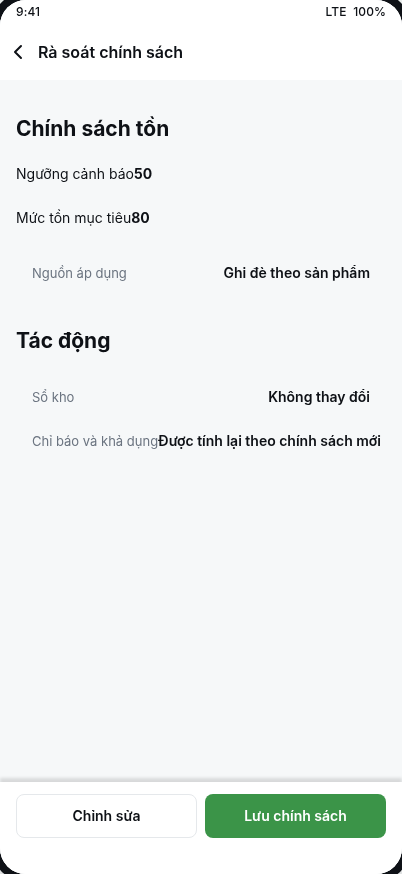 9:41 LTE 100%
Rà soát chính sách
Chính sách tồn
Ngưỡng cảnh báo50
Mức tồn mục tiêu80
Nguồn áp dụng Ghi đè theo sản phẩm
Tác động
Sổ kho Không thay đổi
Chỉ báo và khả dụngĐược tính lại theo chính sách mới
Chỉnh sửa Lưu chính sách